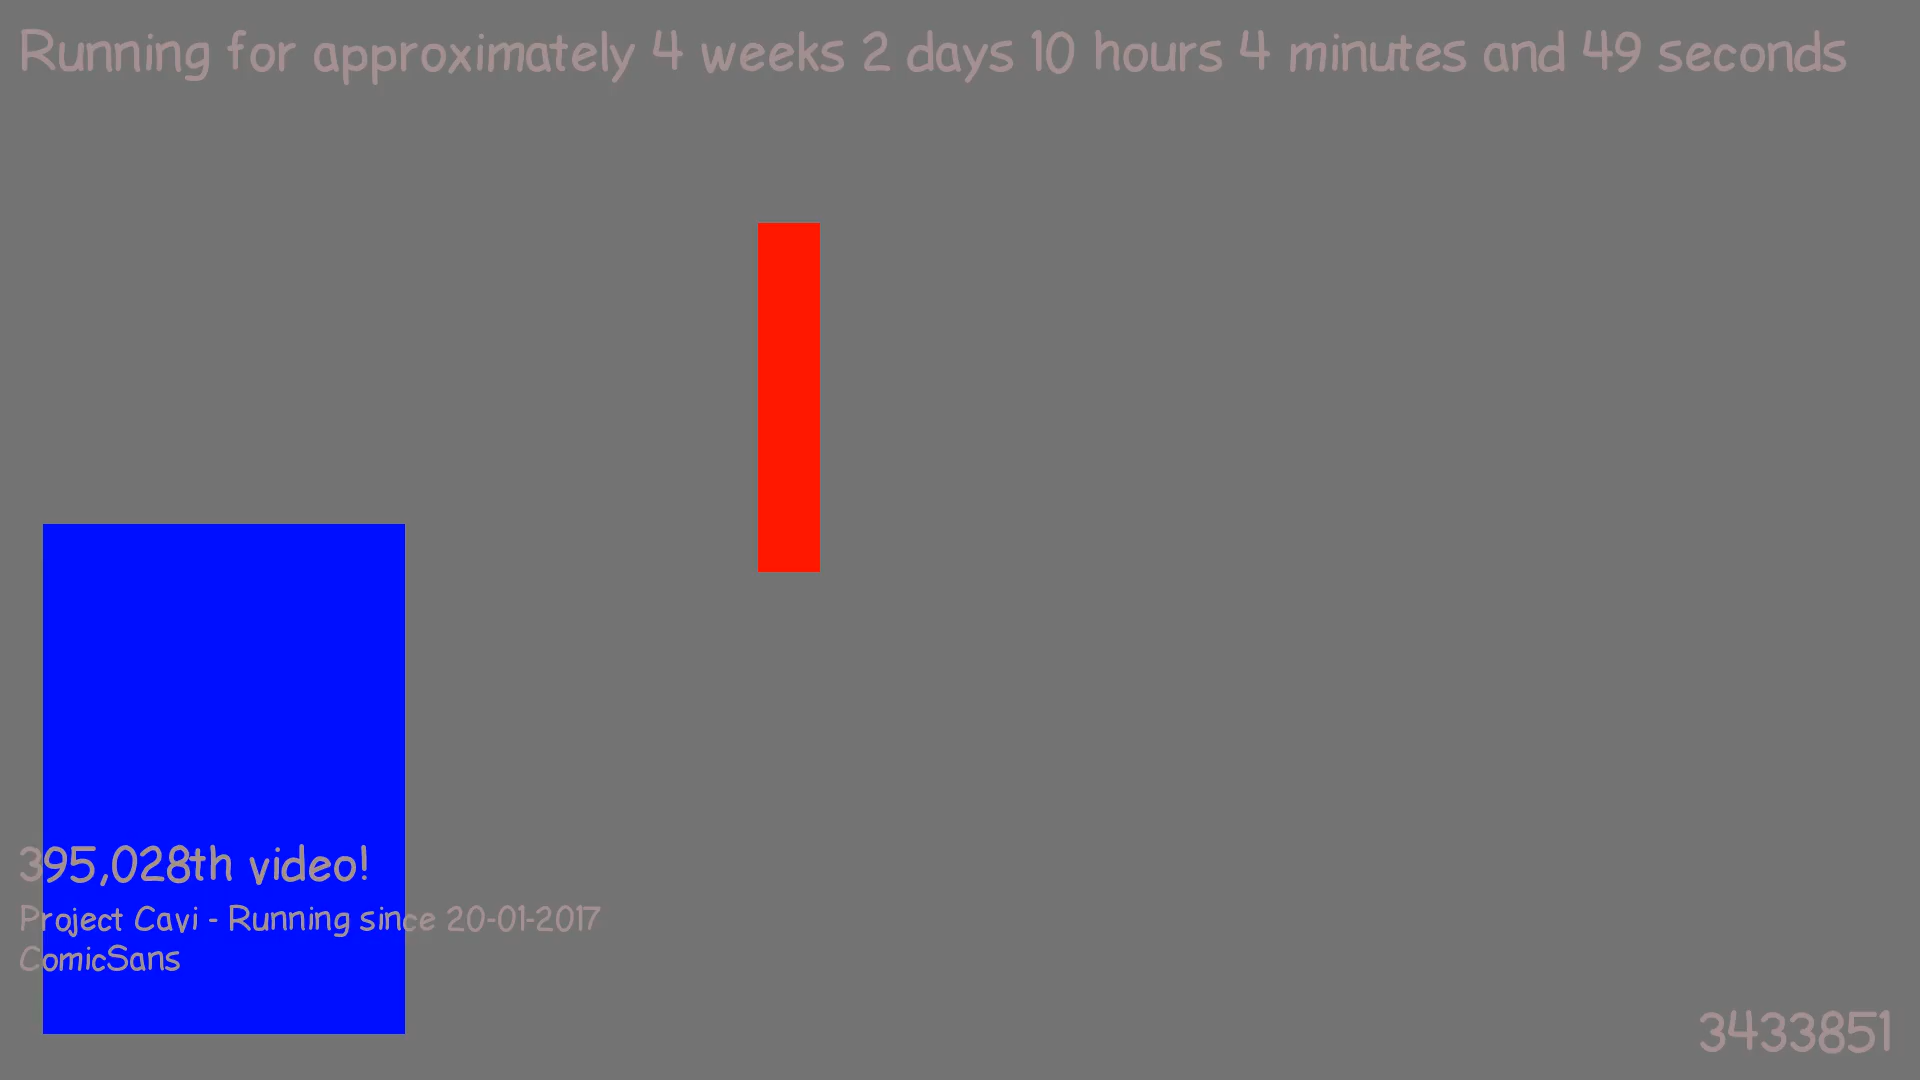 Running for approximately 4 weeks 2 days 10 hours 4 minutes and 49 seconds
395,028th video!
Project Cavi - Running since 20-01-2017
ComicSans
3433851